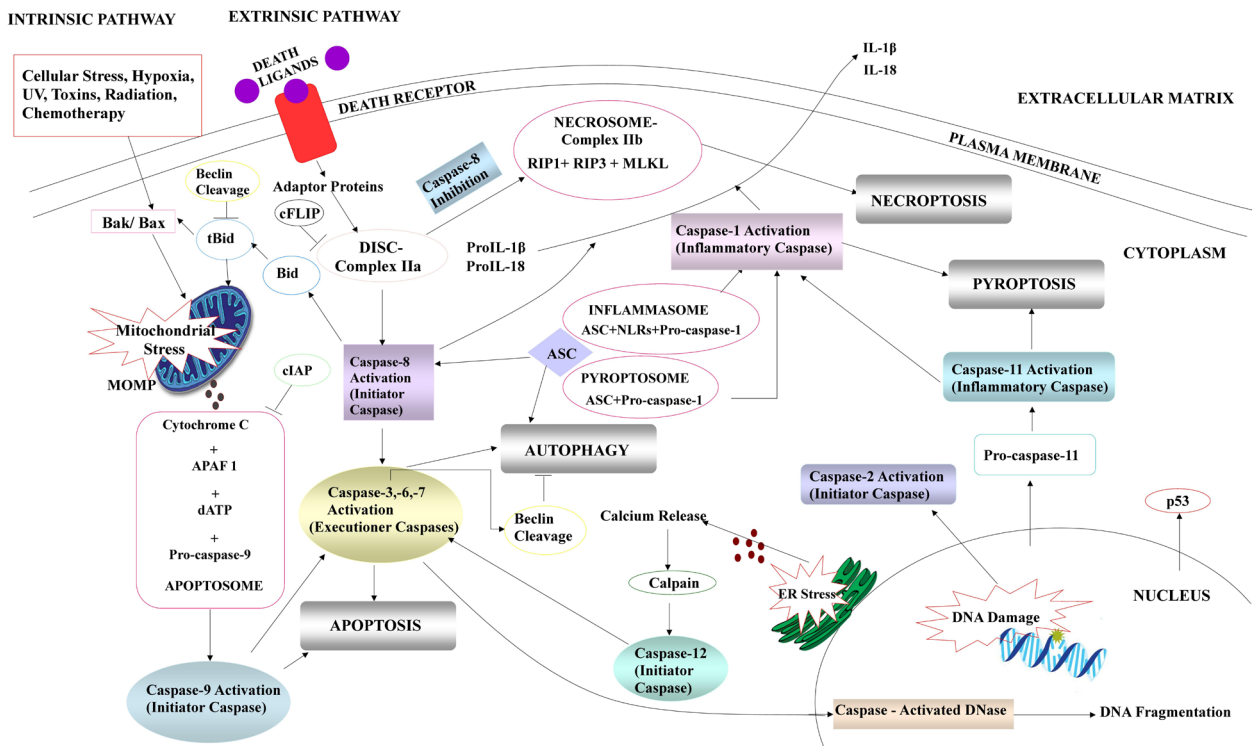 INTRINSIC PATHWAY
EXTRINSIC PATHWAY
Cellular Stress, Hypoxia,
UV, Toxins, Radiation,
Chemotherapy
DEATH
LIGANDS
DEATH RECEPTOR
IL-1β
IL-18
EXTRACELLULAR MATRIX
PLASMA MEMBRANE
NECROSOME-
Complex IIb
RIP1+ RIP3 + MLKL
Caspase-8
Inhibition
Beclin
Cleavage
Adaptor Proteins
cFLIP
NECROPTOSIS
Bak/ Bax
tBid
Bid
DISC-
Complex IIa
ProIL-1β
ProIL-18
Caspase-1 Activation
(Inflammatory Caspase)
CYTOPLASM
PYROPTOSIS
Mitochondrial
Stress
MOMP
cIAP
Caspase-8
Activation
(Initiator
Caspase)
INFLAMMASOME
ASC+NLRs+Pro-caspase-1
ASC
PYROPTOSOME
ASC+Pro-caspase-1
Caspase-11 Activation
(Inflammatory Caspase)
Cytochrome C
+
APAF 1
+
dATP
+
Pro-caspase-9
APOPTOSOME
AUTOPHAGY
Pro-caspase-11
Caspase-2 Activation
(Initiator Caspase)
p53
Caspase-3,-6,-7
Activation
(Executioner Caspases)
Beclin
Cleavage
Calcium Release
Calpain
ER Stress
NUCLEUS
DNA Damage
APOPTOSIS
Caspase-12
(Initiator
Caspase)
Caspase-9 Activation
(Initiator Caspase)
Caspase - Activated DNase
DNA Fragmentation